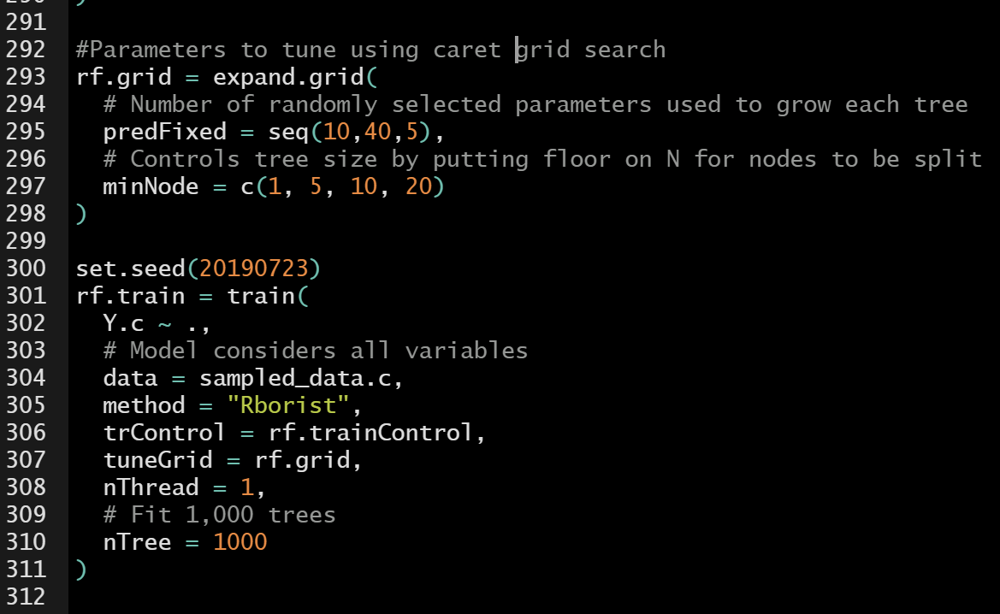 291
292 #Parameters to tune using caret grid search
293 rf.grid = expand.grid(
294   # Number of randomly selected parameters used to grow each tree
295   predFixed = seq(10,40,5),
296   # Controls tree size by putting floor on N for nodes to be split
297   minNode = c(1, 5, 10, 20)
298 )
299
300 set.seed(20190723)
301 rf.train = train(
302   Y.c ~ .,
303   # Model considers all variables
304   data = sampled_data.c,
305   method = "Rborist",
306   trControl = rf.trainControl,
307   tuneGrid = rf.grid,
308   nThread = 1,
309   # Fit 1,000 trees
310   nTree = 1000
311 )
312